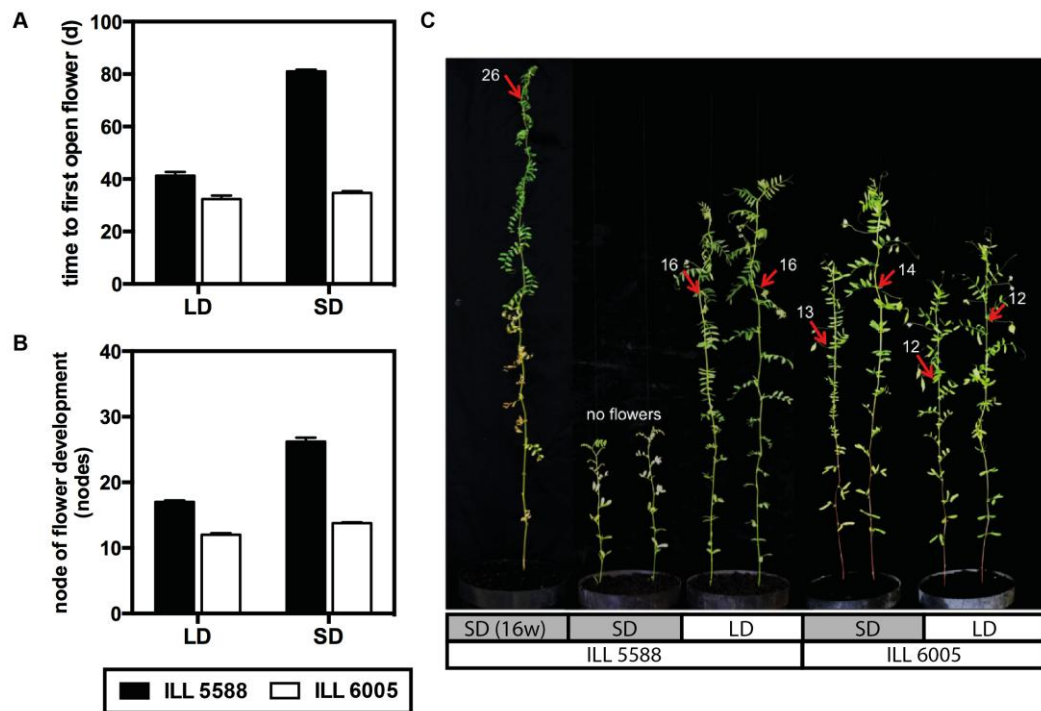 A
time to first open flower (d)
100
80
60
40
20
0
LD SD
B
node of flower development
(nodes)
40
30
20
10
0
LD SD
ILL 5588 ILL 6005
C
26
16
16
no flowers
13
14
12
12
SD (16w) SD LD SD LD
ILL 5588 ILL 6005